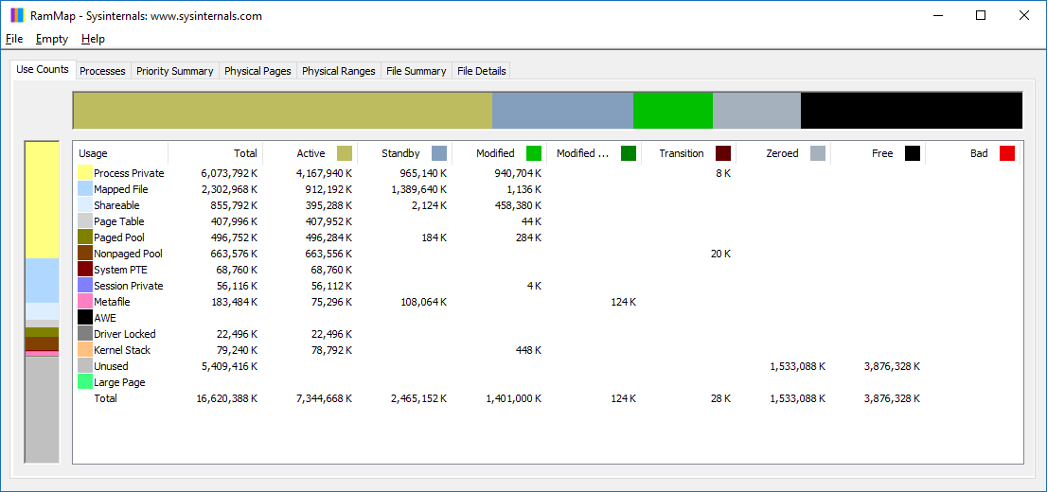 RamMap - Sysinternals: www.sysinternals.com
File Empty Help
Use Counts Processes Priority Summary Physical Pages Physical Ranges File Summary File Details
Usage Total Active Standby Modified Modified ... Transition Zeroed Free Bad
Process Private 6,073,792 K 4,167,940 K 965,140 K 940,704 K 8 K
Mapped File 2,302,968 K 912,192 K 1,389,640 K 1,136 K
Shareable 855,792 K 395,288 K 2,124 K 458,380 K
Page Table 407,996 K 407,952 K 44 K
Paged Pool 496,752 K 496,284 K 184 K 284 K
Nonpaged Pool 663,576 K 663,556 K 20 K
System PTE 68,760 K 68,760 K
Session Private 56,116 K 56,112 K 4 K
Metafile 183,484 K 75,296 K 108,064 K 124 K
AWE
Driver Locked 22,496 K 22,496 K
Kernel Stack 79,240 K 78,792 K 448 K
Unused 5,409,416 K 1,533,088 K 3,876,328 K
Large Page
Total 16,620,388 K 7,344,668 K 2,465,152 K 1,401,000 K 124 K 28 K 1,533,088 K 3,876,328 K